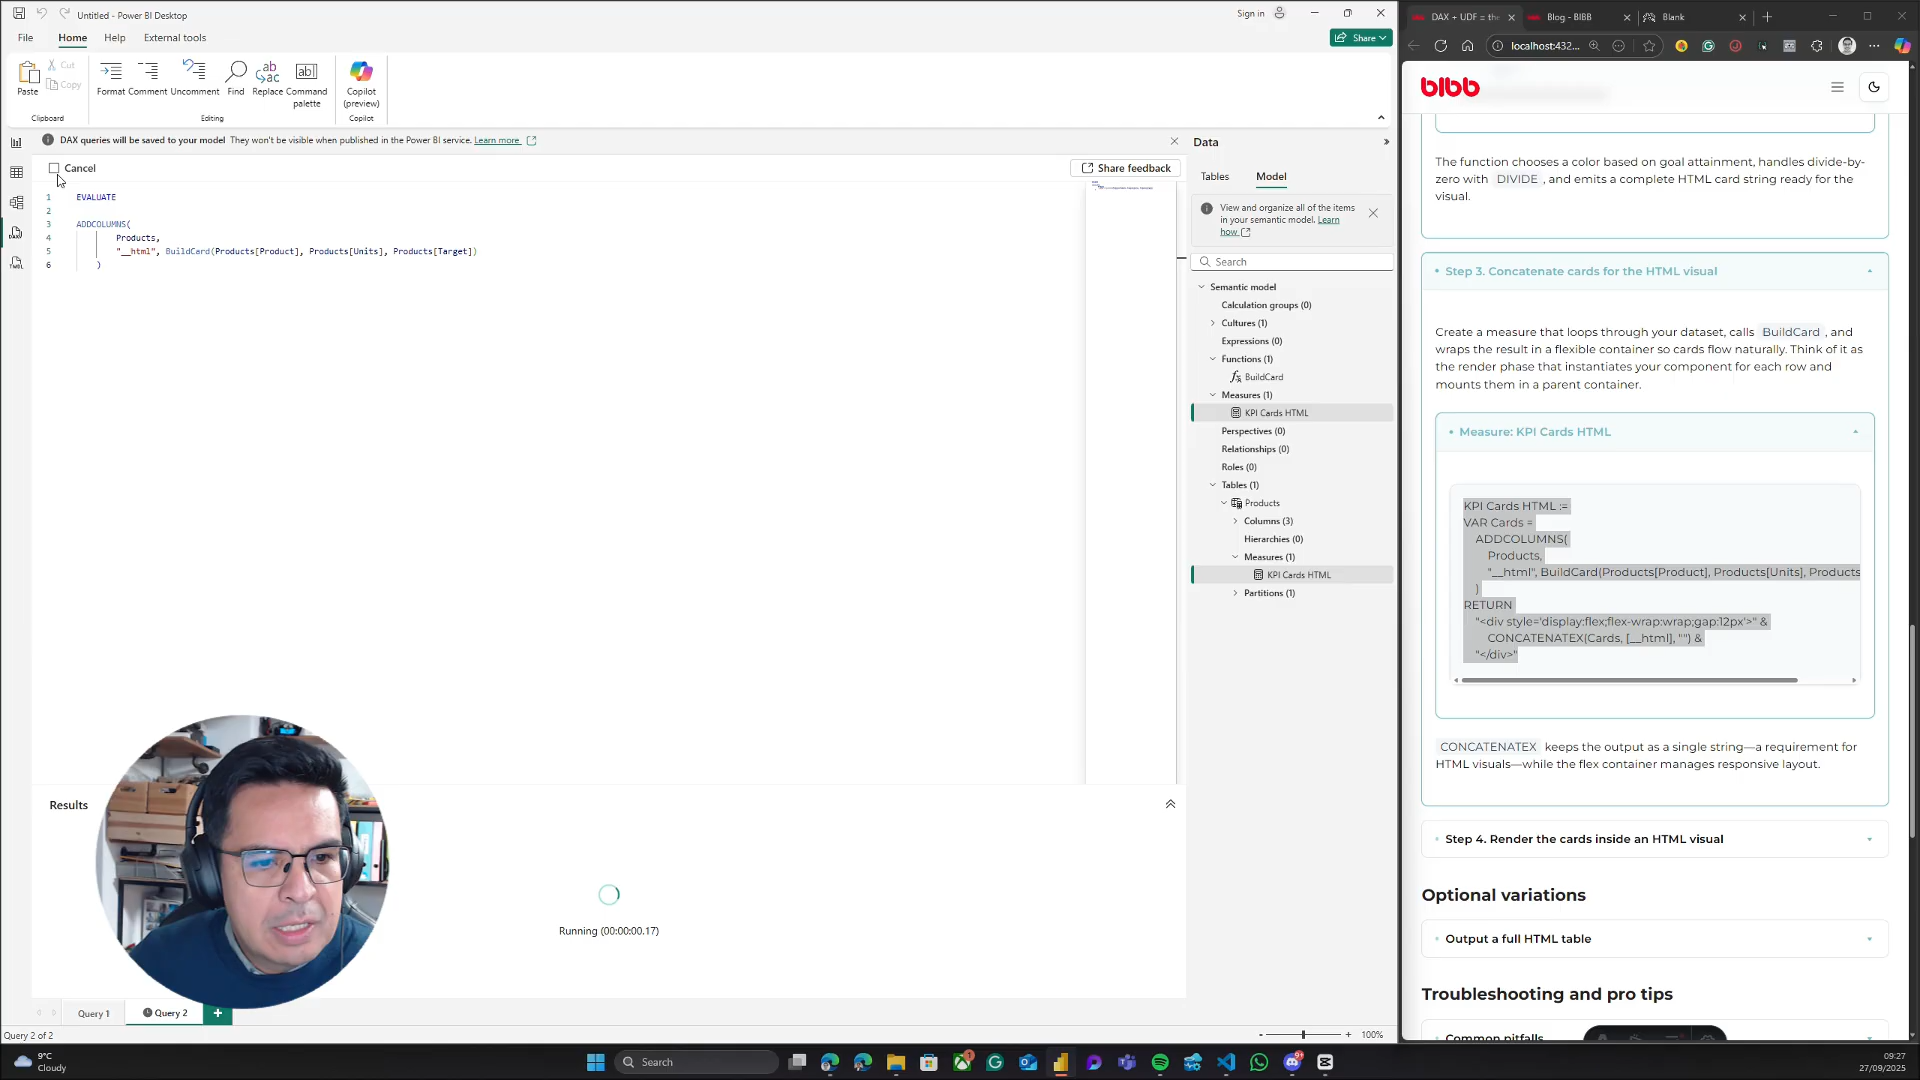 Untitled - Power BI Desktop
Sign in
File
Home
Help
External tools
Share
Paste
Cut
Copy
Format
Comment
Uncomment
Find
Replace
Command palette
Copilot (preview)
Clipboard
Editing
Copilot
DAX queries will be saved to your model They won't be visible when published in the Power BI service. Learn more
Cancel
Share feedback
1 EVALUATE
2
3 ADDCOLUMNS(
4 Products,
5 "__html", BuildCard(Products[Product], Products[Units], Products[Target])
6 )
Results
Running (00:00:00.17)
Query 1
Query 2
Query 2 of 2
100%
Data
Tables
Model
View and organize all of the items
in your semantic model. Learn
how
Search
Semantic model
Calculation groups (0)
Cultures (1)
Expressions (0)
Functions (1)
BuildCard
Measures (1)
KPI Cards HTML
Perspectives (0)
Relationships (0)
Roles (0)
Tables (1)
Products
Columns (3)
Hierarchies (0)
Measures (1)
KPI Cards HTML
Partitions (1)
DAX + UDF = the
Blog - BIBB
Blank
localhost:432...
bibb
The function chooses a color based on goal attainment, handles divide-by-
zero with DIVIDE , and emits a complete HTML card string ready for the
visual.
Step 3. Concatenate cards for the HTML visual
Create a measure that loops through your dataset, calls BuildCard , and
wraps the result in a flexible container so cards flow naturally. Think of it as
the render phase that instantiates your component for each row and
mounts them in a parent container.
Measure: KPI Cards HTML
KPI Cards HTML :=
VAR Cards =
ADDCOLUMNS(
Products,
"__html", BuildCard(Products[Product], Products[Units], Products
)
RETURN
"<div style='display:flex;flex-wrap:wrap;gap:12px'>" &
CONCATENATEX(Cards, [__html], "") &
"</div>"
CONCATENATEX keeps the output as a single string—a requirement for
HTML visuals—while the flex container manages responsive layout.
Step 4. Render the cards inside an HTML visual
Optional variations
Output a full HTML table
Troubleshooting and pro tips
Common pitfalls
9°C
Cloudy
Search
09:27
27/09/2025